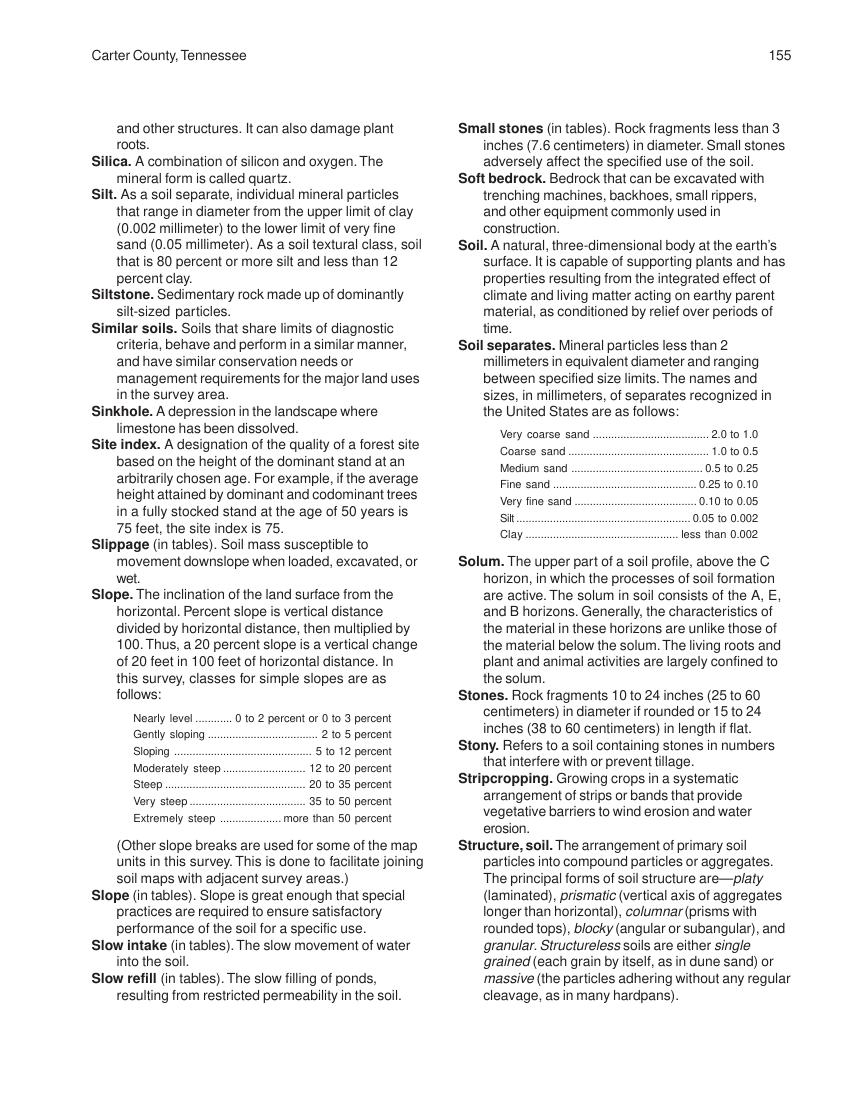 Carter County, Tennessee
155
and other structures. It can also damage plant
roots.
Silica. A combination of silicon and oxygen. The
mineral form is called quartz.
Silt. As a soil separate, individual mineral particles
that range in diameter from the upper limit of clay
(0.002 millimeter) to the lower limit of very fine
sand (0.05 millimeter). As a soil textural class, soil
that is 80 percent or more silt and less than 12
percent clay.
Siltstone. Sedimentary rock made up of dominantly
silt-sized particles.
Similar soils. Soils that share limits of diagnostic
criteria, behave and perform in a similar manner,
and have similar conservation needs or
management requirements for the major land uses
in the survey area.
Sinkhole. A depression in the landscape where
limestone has been dissolved.
Site index. A designation of the quality of a forest site
based on the height of the dominant stand at an
arbitrarily chosen age. For example, if the average
height attained by dominant and codominant trees
in a fully stocked stand at the age of 50 years is
75 feet, the site index is 75.
Slippage (in tables). Soil mass susceptible to
movement downslope when loaded, excavated, or
wet.
Slope. The inclination of the land surface from the
horizontal. Percent slope is vertical distance
divided by horizontal distance, then multiplied by
100. Thus, a 20 percent slope is a vertical change
of 20 feet in 100 feet of horizontal distance. In
this survey, classes for simple slopes are as
follows:
Nearly level ............ 0 to 2 percent or 0 to 3 percent
Gently sloping .................................... 2 to 5 percent
Sloping ............................................. 5 to 12 percent
Moderately steep ........................... 12 to 20 percent
Steep .............................................. 20 to 35 percent
Very steep ...................................... 35 to 50 percent
Extremely steep .................... more than 50 percent
(Other slope breaks are used for some of the map
units in this survey. This is done to facilitate joining
soil maps with adjacent survey areas.)
Slope (in tables). Slope is great enough that special
practices are required to ensure satisfactory
performance of the soil for a specific use.
Slow intake (in tables). The slow movement of water
into the soil.
Slow refill (in tables). The slow filling of ponds,
resulting from restricted permeability in the soil.
Small stones (in tables). Rock fragments less than 3
inches (7.6 centimeters) in diameter. Small stones
adversely affect the specified use of the soil.
Soft bedrock. Bedrock that can be excavated with
trenching machines, backhoes, small rippers,
and other equipment commonly used in
construction.
Soil. A natural, three-dimensional body at the earth's
surface. It is capable of supporting plants and has
properties resulting from the integrated effect of
climate and living matter acting on earthy parent
material, as conditioned by relief over periods of
time.
Soil separates. Mineral particles less than 2
millimeters in equivalent diameter and ranging
between specified size limits. The names and
sizes, in millimeters, of separates recognized in
the United States are as follows:
Very coarse sand ...................................... 2.0 to 1.0
Coarse sand .............................................. 1.0 to 0.5
Medium sand ........................................... 0.5 to 0.25
Fine sand ............................................... 0.25 to 0.10
Very fine sand ........................................ 0.10 to 0.05
Silt ......................................................... 0.05 to 0.002
Clay .................................................. less than 0.002
Solum. The upper part of a soil profile, above the C
horizon, in which the processes of soil formation
are active. The solum in soil consists of the A, E,
and B horizons. Generally, the characteristics of
the material in these horizons are unlike those of
the material below the solum. The living roots and
plant and animal activities are largely confined to
the solum.
Stones. Rock fragments 10 to 24 inches (25 to 60
centimeters) in diameter if rounded or 15 to 24
inches (38 to 60 centimeters) in length if flat.
Stony. Refers to a soil containing stones in numbers
that interfere with or prevent tillage.
Stripcropping. Growing crops in a systematic
arrangement of strips or bands that provide
vegetative barriers to wind erosion and water
erosion.
Structure, soil. The arrangement of primary soil
particles into compound particles or aggregates.
The principal forms of soil structure are—platy
(laminated), prismatic (vertical axis of aggregates
longer than horizontal), columnar (prisms with
rounded tops), blocky (angular or subangular), and
granular. Structureless soils are either single
grained (each grain by itself, as in dune sand) or
massive (the particles adhering without any regular
cleavage, as in many hardpans).